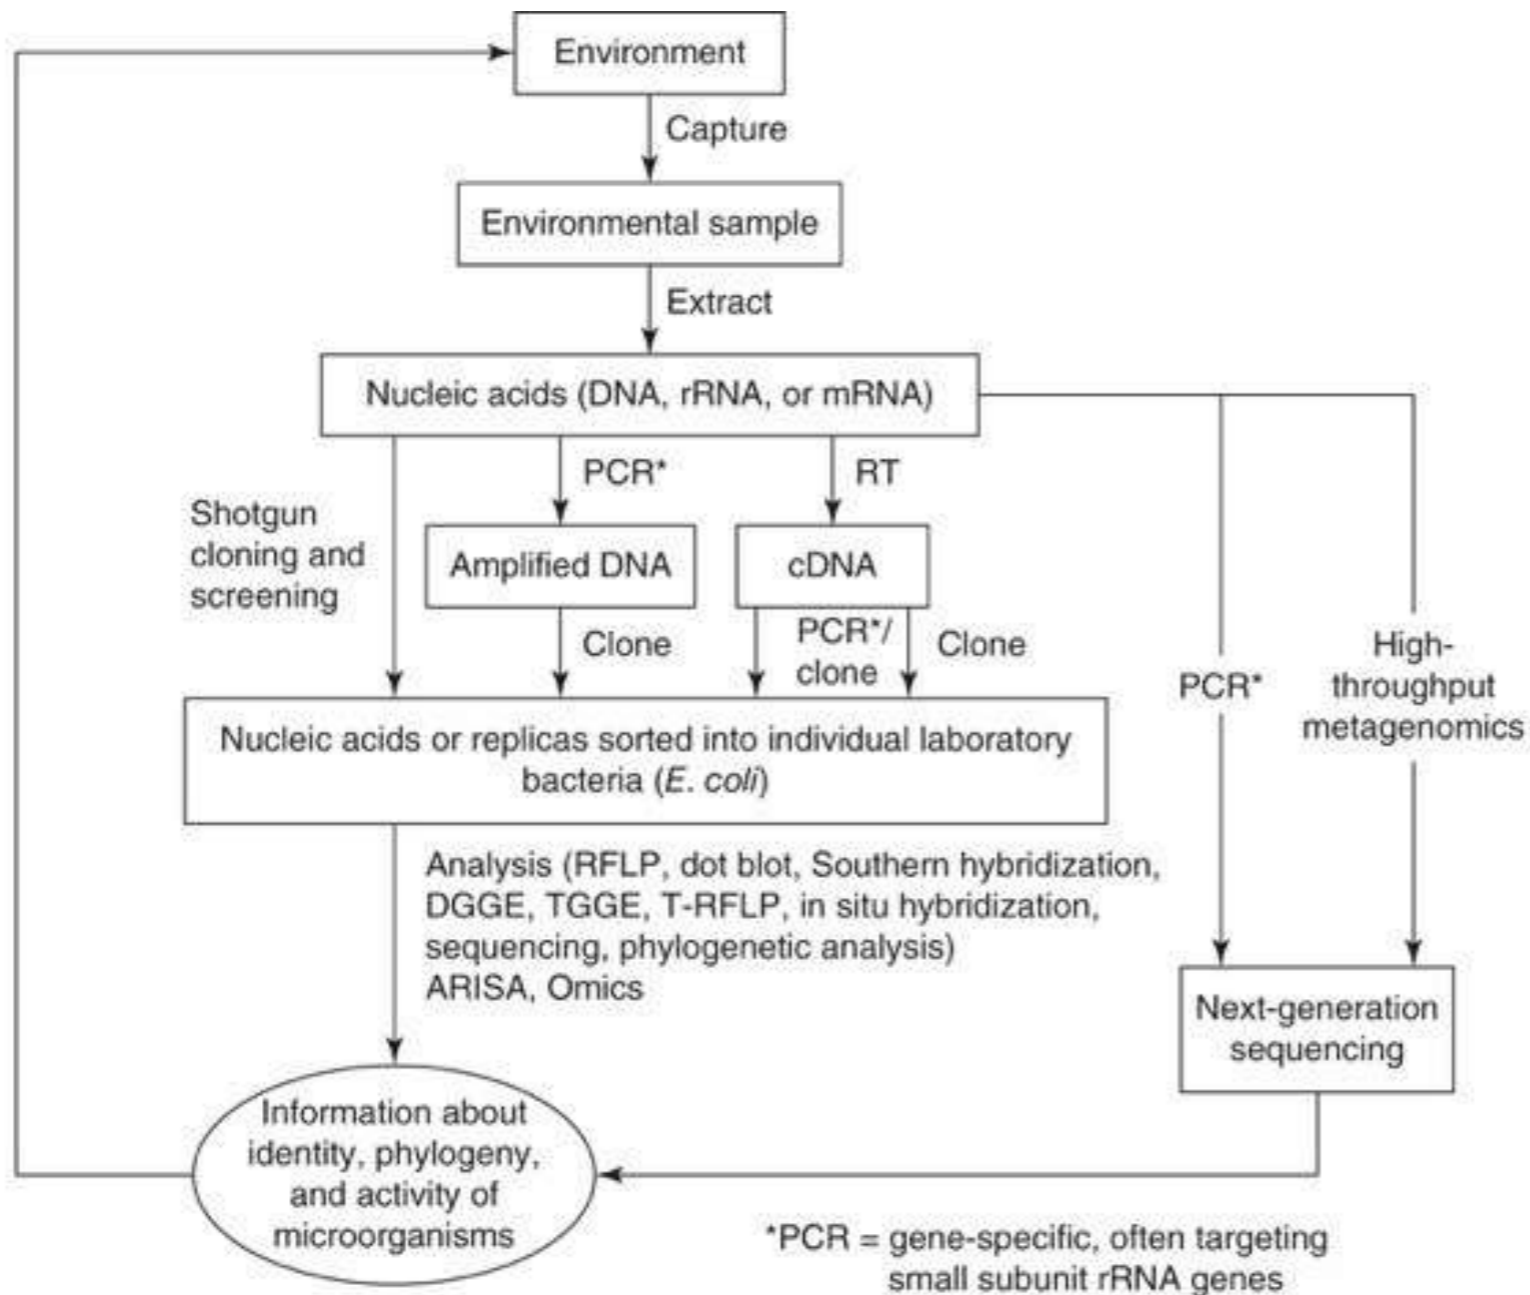 Environment
Capture
Environmental sample
Extract
Nucleic acids (DNA, rRNA, or mRNA)
PCR*
RT
Shotgun
cloning and
screening
Amplified DNA
cDNA
Clone
PCR*/
clone
Clone
PCR*
High-
throughput
metagenomics
Nucleic acids or replicas sorted into individual laboratory
bacteria (E. coli)
Analysis (RFLP, dot blot, Southern hybridization,
DGGE, TGGE, T-RFLP, in situ hybridization,
sequencing, phylogenetic analysis)
ARISA, Omics
Next-generation
sequencing
Information about
identity, phylogeny,
and activity of
microorganisms
*PCR = gene-specific, often targeting
small subunit rRNA genes